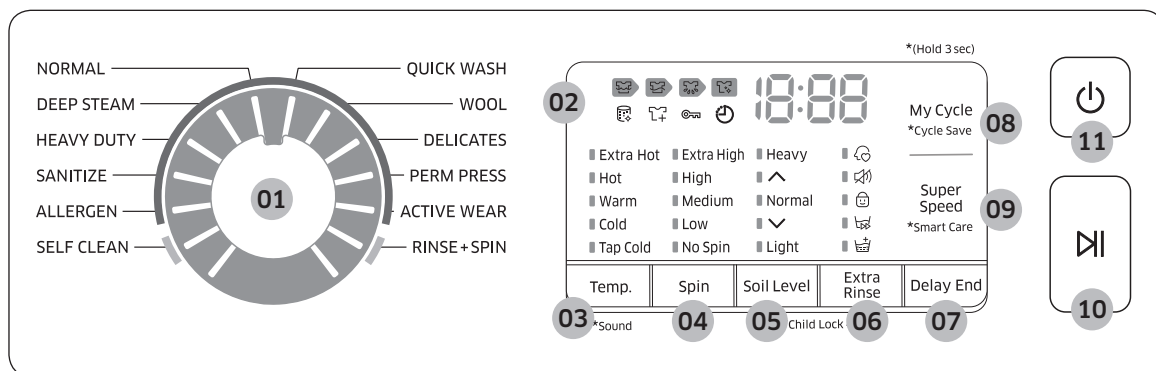 *(Hold 3 sec)
NORMAL
QUICK WASH
DEEP STEAM
WOOL
HEAVY DUTY
DELICATES
SANITIZE
PERM PRESS
ALLERGEN
ACTIVE WEAR
SELF CLEAN
RINSE+SPIN
01
02
18:88
My Cycle
*Cycle Save
08
11
Extra Hot
Extra High
Heavy
Hot
High
Warm
Medium
Normal
Cold
Low
Tap Cold
No Spin
Light
Super
Speed
*Smart Care
09
Temp.
Spin
Soil Level
Extra
Rinse
Delay End
03
*Sound
04
05
Child Lock
06
07
10